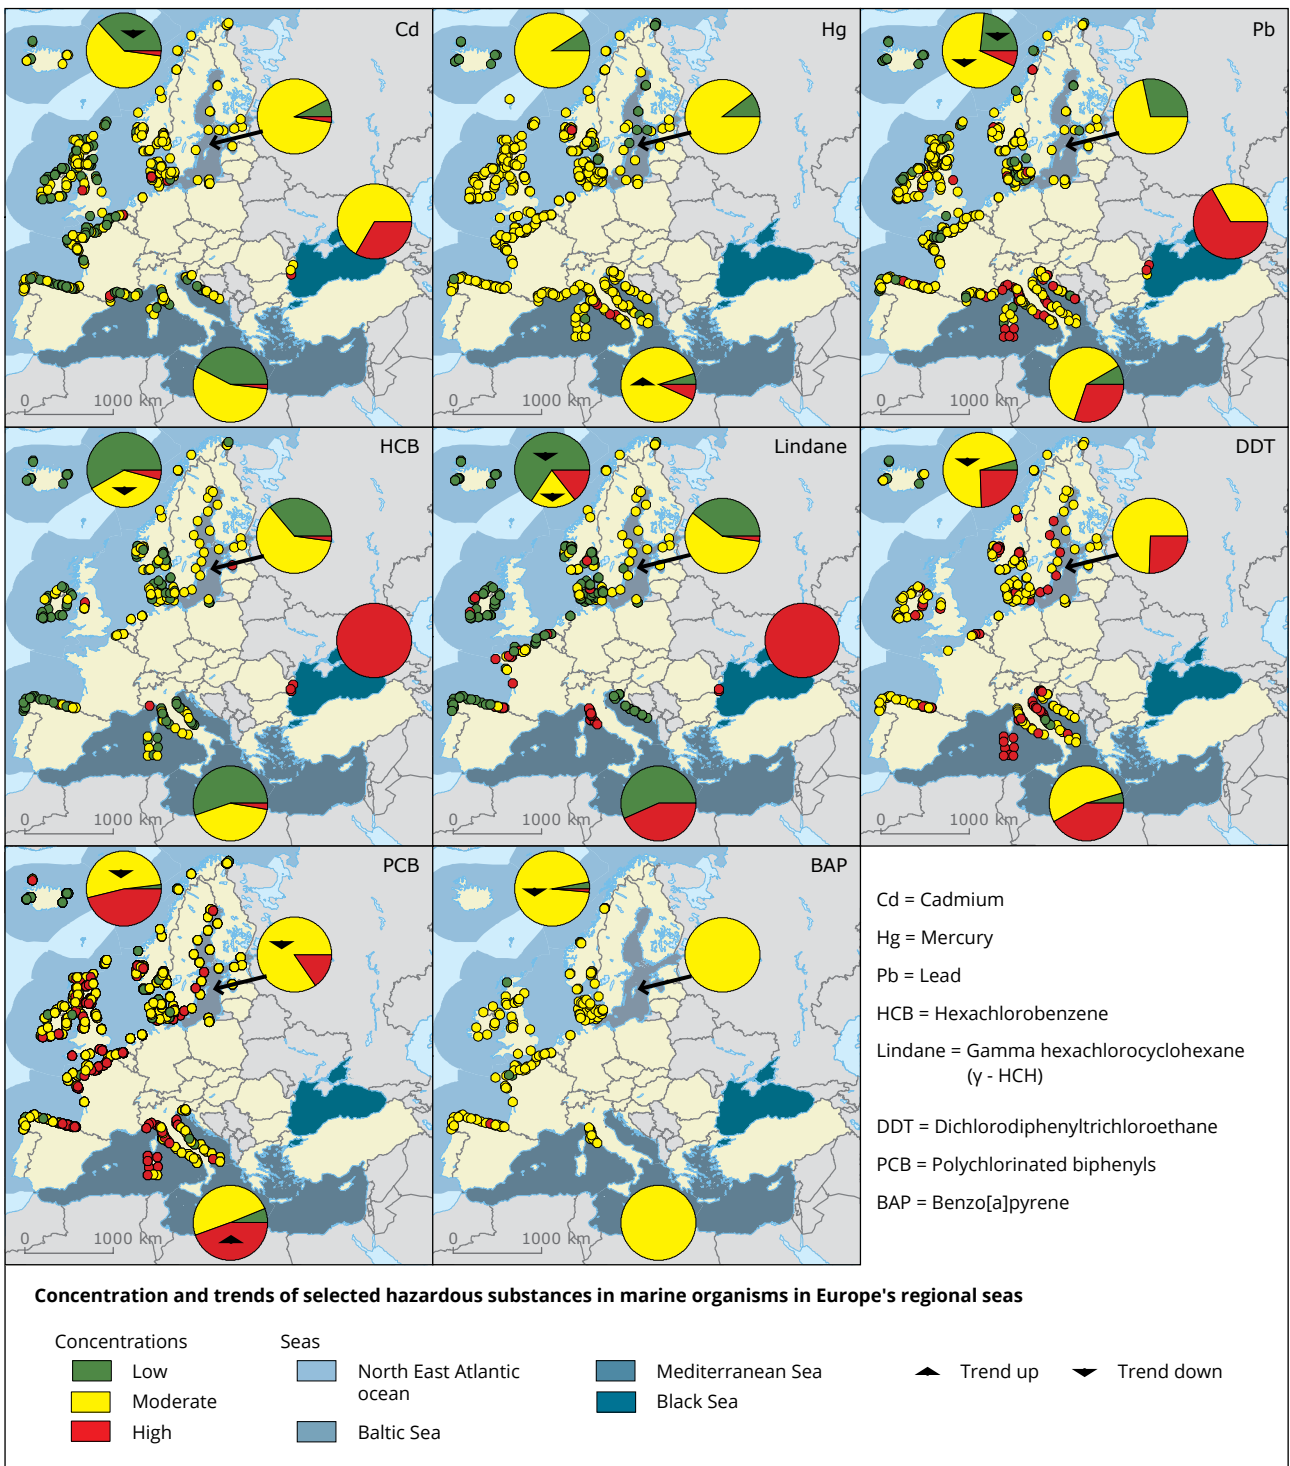 Cd
Hg
Pb
0 1000 km
0 1000 km
0 1000 km
HCB
Lindane
DDT
0 1000 km
0 1000 km
0 1000 km
PCB
BAP
0 1000 km
0 1000 km
Cd = Cadmium
Hg = Mercury
Pb = Lead
HCB = Hexachlorobenzene
Lindane = Gamma hexachlorocyclohexane
(γ - HCH)
DDT = Dichlorodiphenyltrichloroethane
PCB = Polychlorinated biphenyls
BAP = Benzo[a]pyrene
Concentration and trends of selected hazardous substances in marine organisms in Europe's regional seas
Concentrations
Low
Moderate
High
Seas
North East Atlantic
ocean
Baltic Sea
Mediterranean Sea
Black Sea
Trend up
Trend down